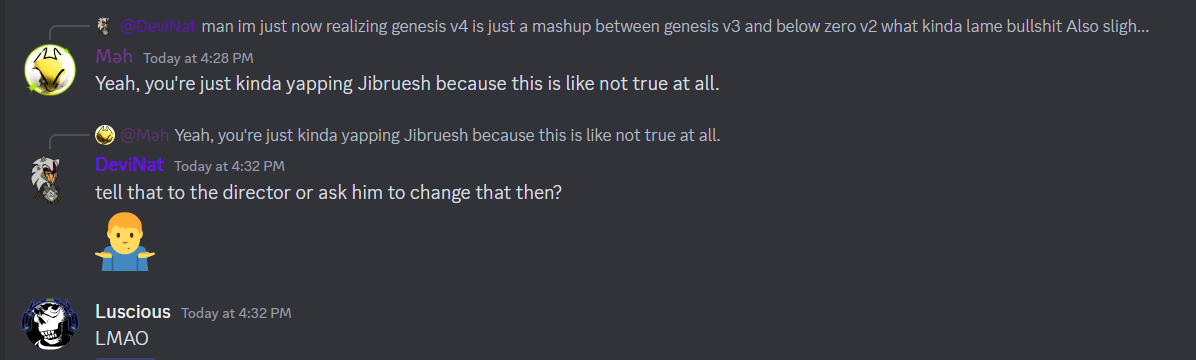 @DeviNat man im just now realizing genesis v4 is just a mashup between genesis v3 and below zero v2 what kinda lame bullshit Also sligh...
Məh Today at 4:28 PM
Yeah, you're just kinda yapping Jibruesh because this is like not true at all.
@Məh Yeah, you're just kinda yapping Jibruesh because this is like not true at all.
DeviNat Today at 4:32 PM
tell that to the director or ask him to change that then?
Luscious Today at 4:32 PM
LMAO